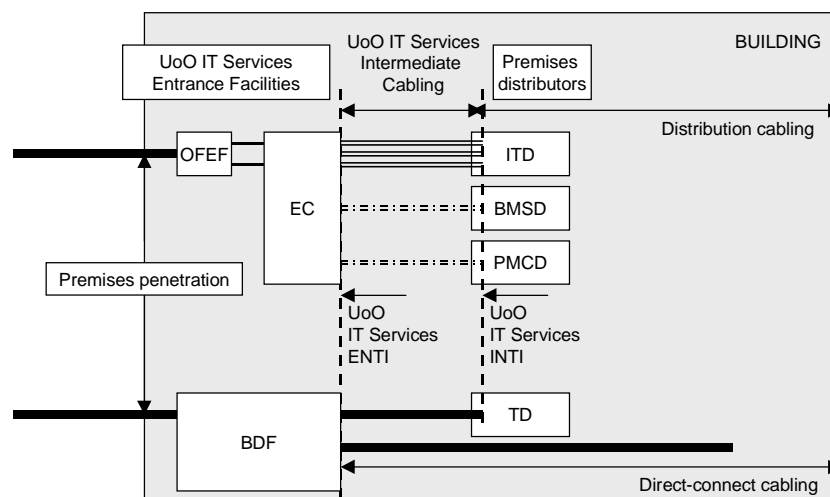 BUILDING
UoO IT Services
Entrance Facilities
UoO IT Services
Intermediate
Cabling
Premises
distributors
Distribution cabling
OFEF
EC
ITD
BMSD
PMCD
Premises penetration
UoO
IT Services
ENTI
UoO
IT Services
INTI
BDF
TD
Direct-connect cabling